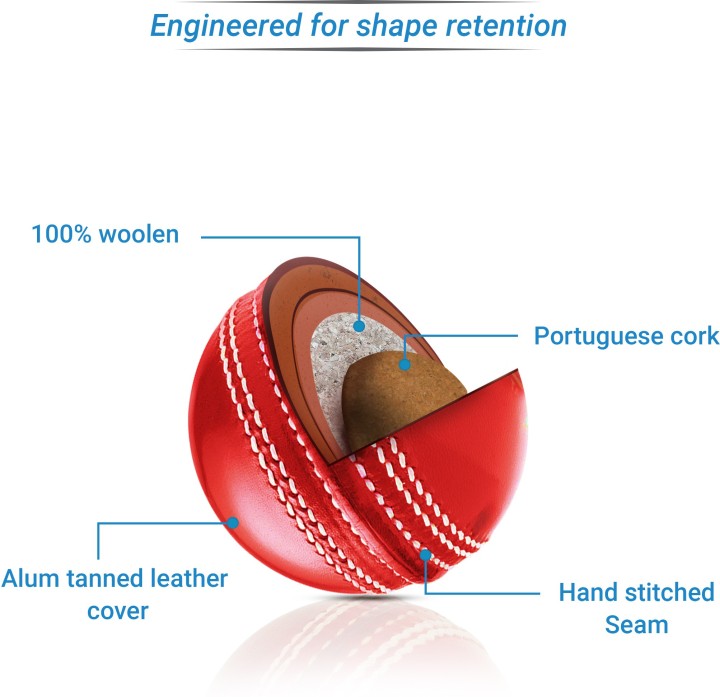 Engineered for shape retention
100% woolen
Portuguese cork
Alum tanned leather
cover
Hand stitched
Seam